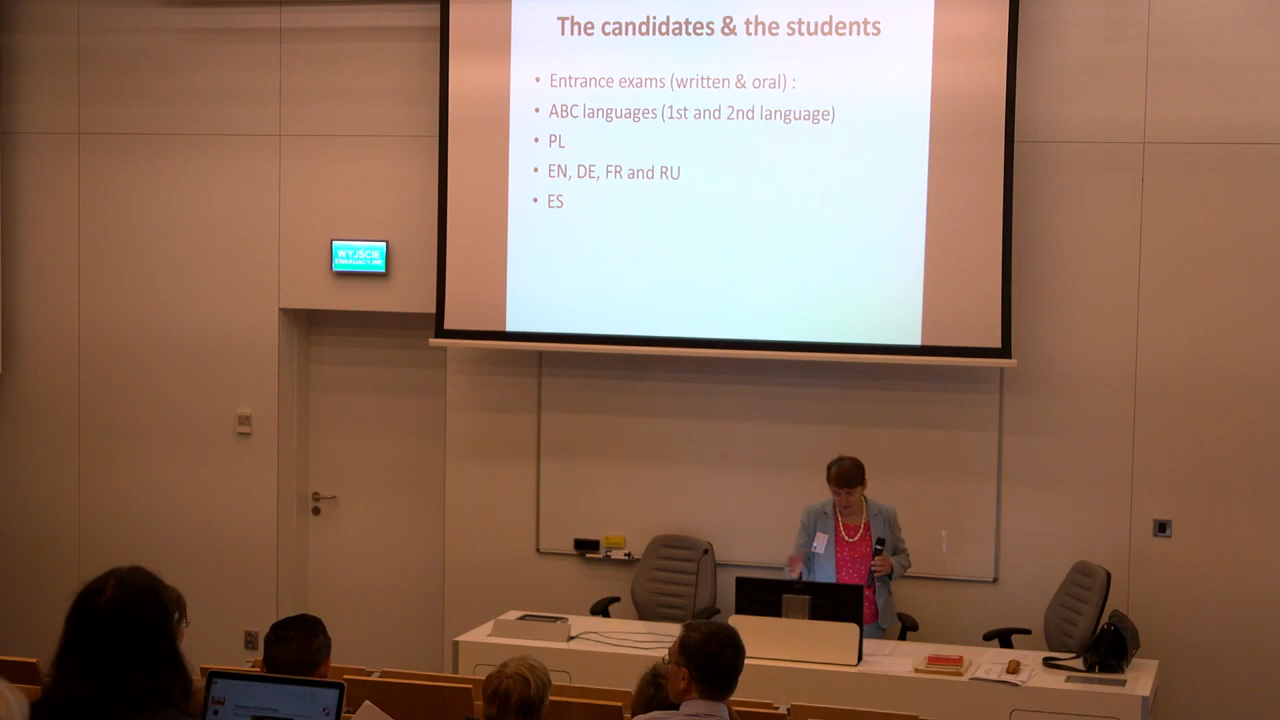 The candidates & the students
• Entrance exams (written & oral) :
• ABC languages (1st and 2nd language)
• PL
• EN, DE, FR and RU
• ES
WYJŚCIE
EWAKUACYJNE